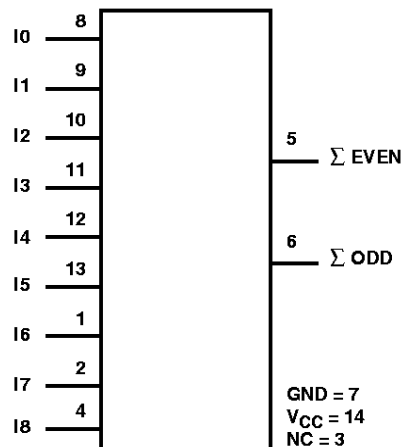 8
I0
9
I1
10
I2
5
Σ EVEN
11
I3
12
I4
6
Σ ODD
13
I5
1
I6
2
I7
GND = 7
VCC = 14
4
I8
NC = 3